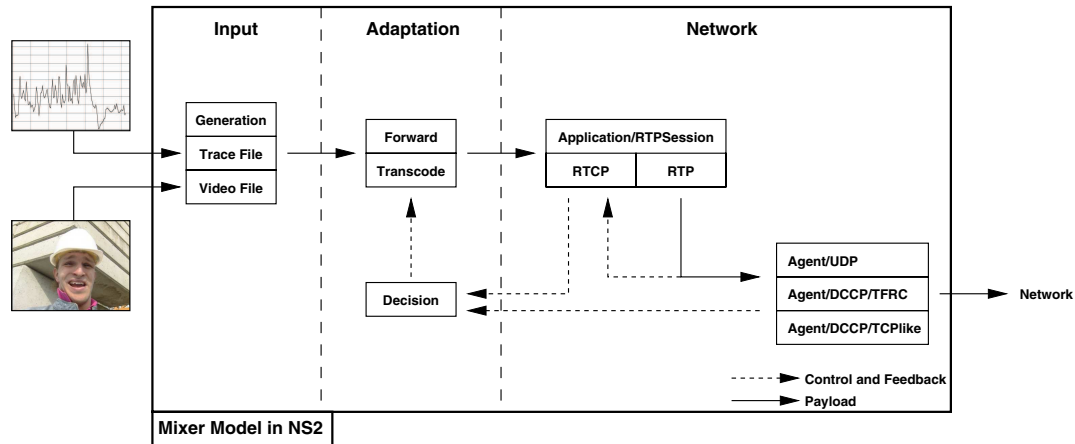 Input
Adaptation
Network
Generation
Trace File
Video File
Forward
Transcode
Application/RTPSession
RTCP
RTP
Decision
Agent/UDP
Agent/DCCP/TFRC
Agent/DCCP/TCPlike
Network
Control and Feedback
Payload
Mixer Model in NS2